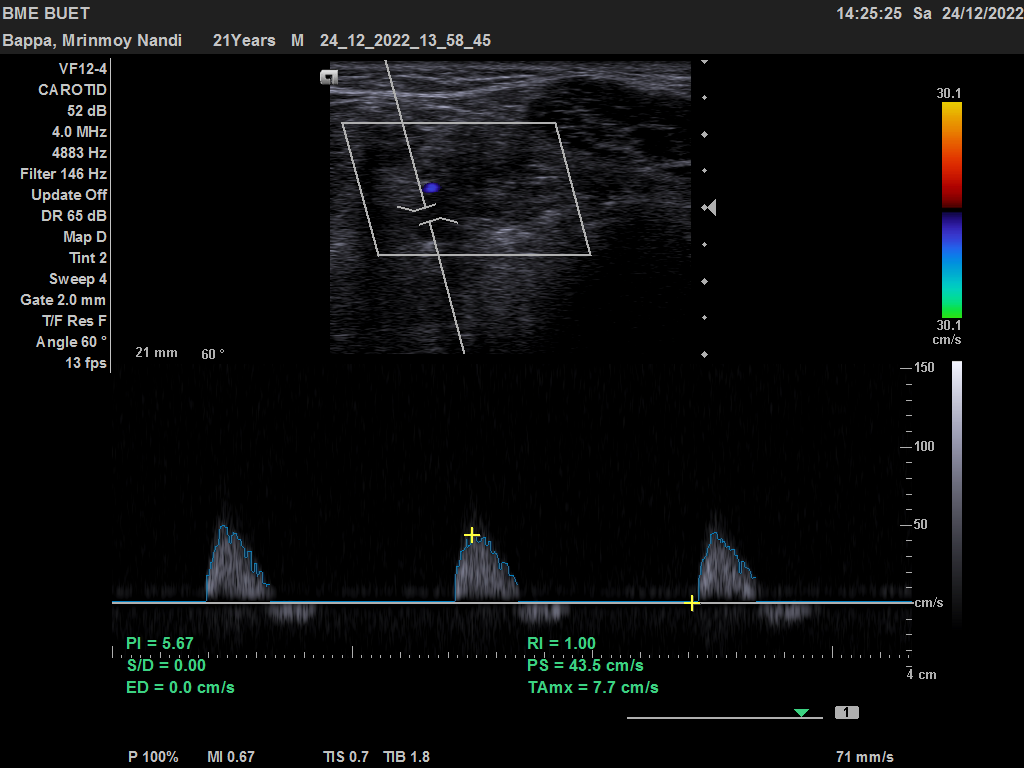 BME BUET 14:25:25 Sa 24/12/2022
Bappa, Mrinmoy Nandi 21Years M 24_12_2022_13_58_45
VF12-4
CAROTID
52 dB
4.0 MHz
4883 Hz
Filter 146 Hz
Update Off
DR 65 dB
Map D
Tint 2
Sweep 4
Gate 2.0 mm
T/F Res F
Angle 60 °
13 fps
21 mm 60 °
30.1
30.1
cm/s
150
100
50
cm/s
4 cm
PI = 5.67
S/D = 0.00
ED = 0.0 cm/s
RI = 1.00
PS = 43.5 cm/s
TAmx = 7.7 cm/s
1
P 100% MI 0.67 TIS 0.7 TIB 1.8 71 mm/s